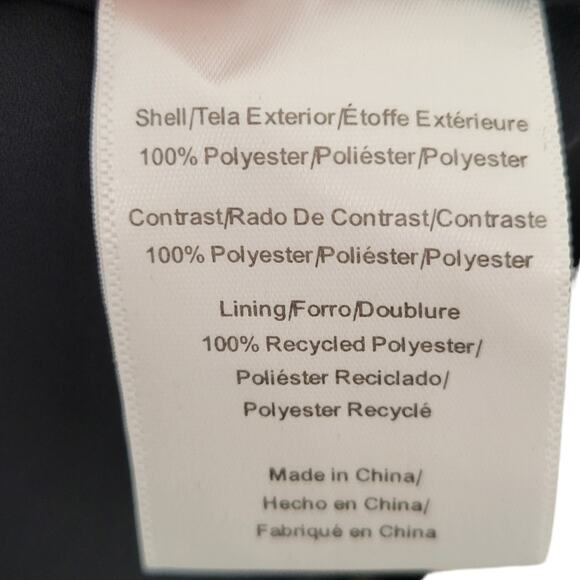 Shell/Tela Exterior/Étoffe Extérieure
100% Polyester/Poliéster/Polyester
Contrast/Rado De Contrast/Contraste
100% Polyester/Poliéster/Polyester
Lining/Forro/Doublure
100% Recycled Polyester/
Poliéster Reciclado/
Polyester Recyclé
Made in China/
Hecho en China/
Fabriqué en China